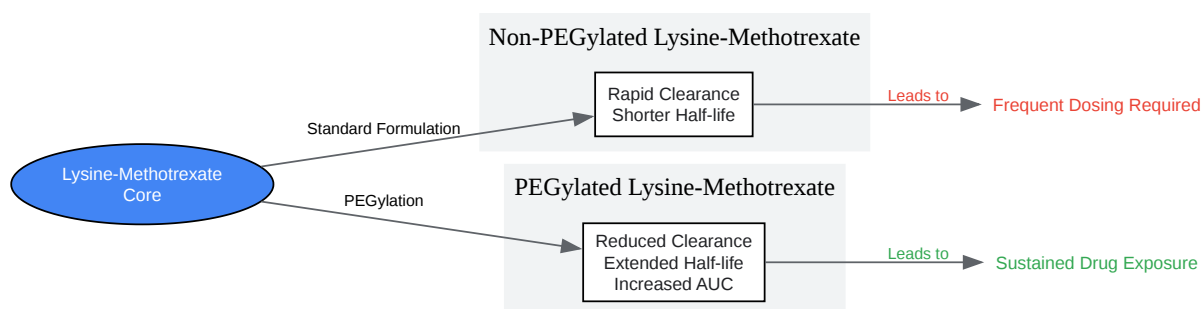 Non-PEGylated Lysine-Methotrexate
Rapid Clearance
Shorter Half-life
Leads to
Frequent Dosing Required
Standard Formulation
Lysine-Methotrexate
Core
PEGylation
PEGylated Lysine-Methotrexate
Reduced Clearance
Extended Half-life
Increased AUC
Leads to
Sustained Drug Exposure